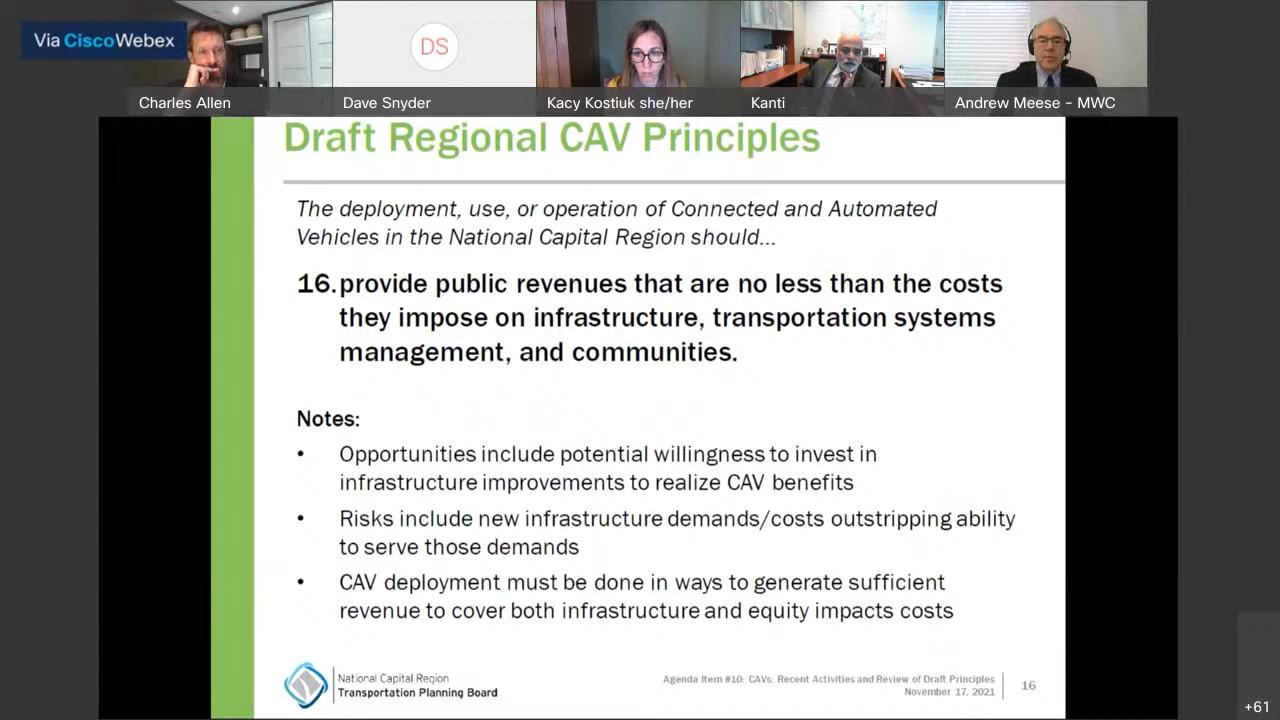 Via CiscoWebex
DS
Charles Allen
Dave Snyder
Kacy Kostiuk she/her
Kanti
Andrew Meese - MWC
Draft Regional CAV Principles
The deployment, use, or operation of Connected and Automated
Vehicles in the National Capital Region should...
16. provide public revenues that are no less than the costs
they impose on infrastructure, transportation systems
management, and communities.
Notes:
• Opportunities include potential willingness to invest in
infrastructure improvements to realize CAV benefits
• Risks include new infrastructure demands/costs outstripping ability
to serve those demands
• CAV deployment must be done in ways to generate sufficient
revenue to cover both infrastructure and equity impacts costs
National Capital Region
Transportation Planning Board
Agenda Item #10: CAVs: Recent Activities and Review of Draft Principles
November 17, 2021
16
+61